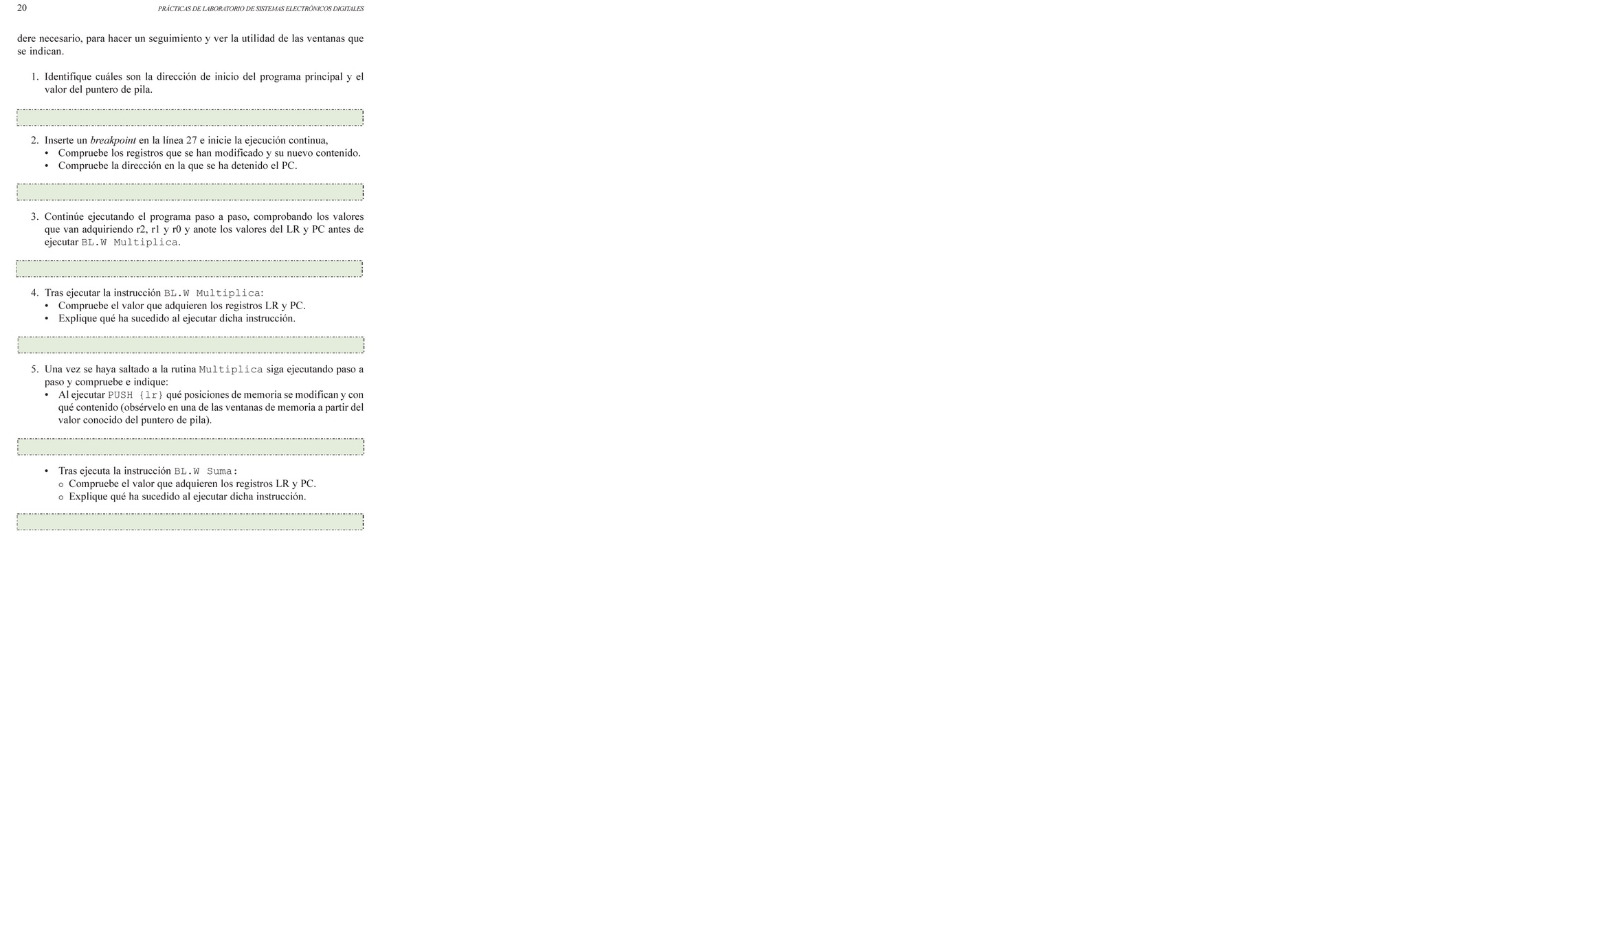 20
PRÁCTICAS DE LABORATORIO DE SISTEMAS ELECTRÓNICOS DIGITALES
dere necesario, para hacer un seguimiento y ver la utilidad de las ventanas que
se indican.
1. Identifique cuáles son la dirección de inicio del programa principal y el
valor del puntero de pila.
2. Inserte un breakpoint en la línea 27 e inicie la ejecución continua,
• Compruebe los registros que se han modificado y su nuevo contenido.
• Compruebe la dirección en la que se ha detenido el PC.
3. Continúe ejecutando el programa paso a paso, comprobando los valores
que van adquiriendo r2, r1 y r0 y anote los valores del LR y PC antes de
ejecutar BL.W Multiplica.
4. Tras ejecutar la instrucción BL.W Multiplica:
• Compruebe el valor que adquieren los registros LR y PC.
• Explique qué ha sucedido al ejecutar dicha instrucción.
5. Una vez se haya saltado a la rutina Multiplica siga ejecutando paso a
paso y compruebe e indique:
• Al ejecutar PUSH {lr} qué posiciones de memoria se modifican y con
qué contenido (obsérvelo en una de las ventanas de memoria a partir del
valor conocido del puntero de pila).
• Tras ejecuta la instrucción BL.W Suma:
o Compruebe el valor que adquieren los registros LR y PC.
o Explique qué ha sucedido al ejecutar dicha instrucción.